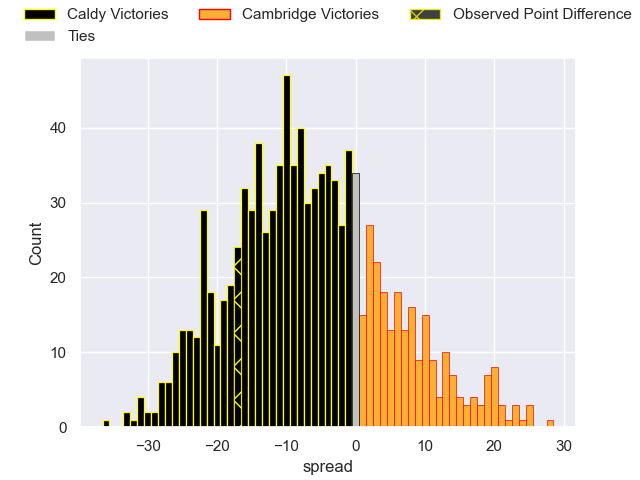 Caldy Victories
Cambridge Victories
Observed Point Difference
Ties
Count
40
30
20
10
0
−30
−20
−10
0
10
20
30
spread